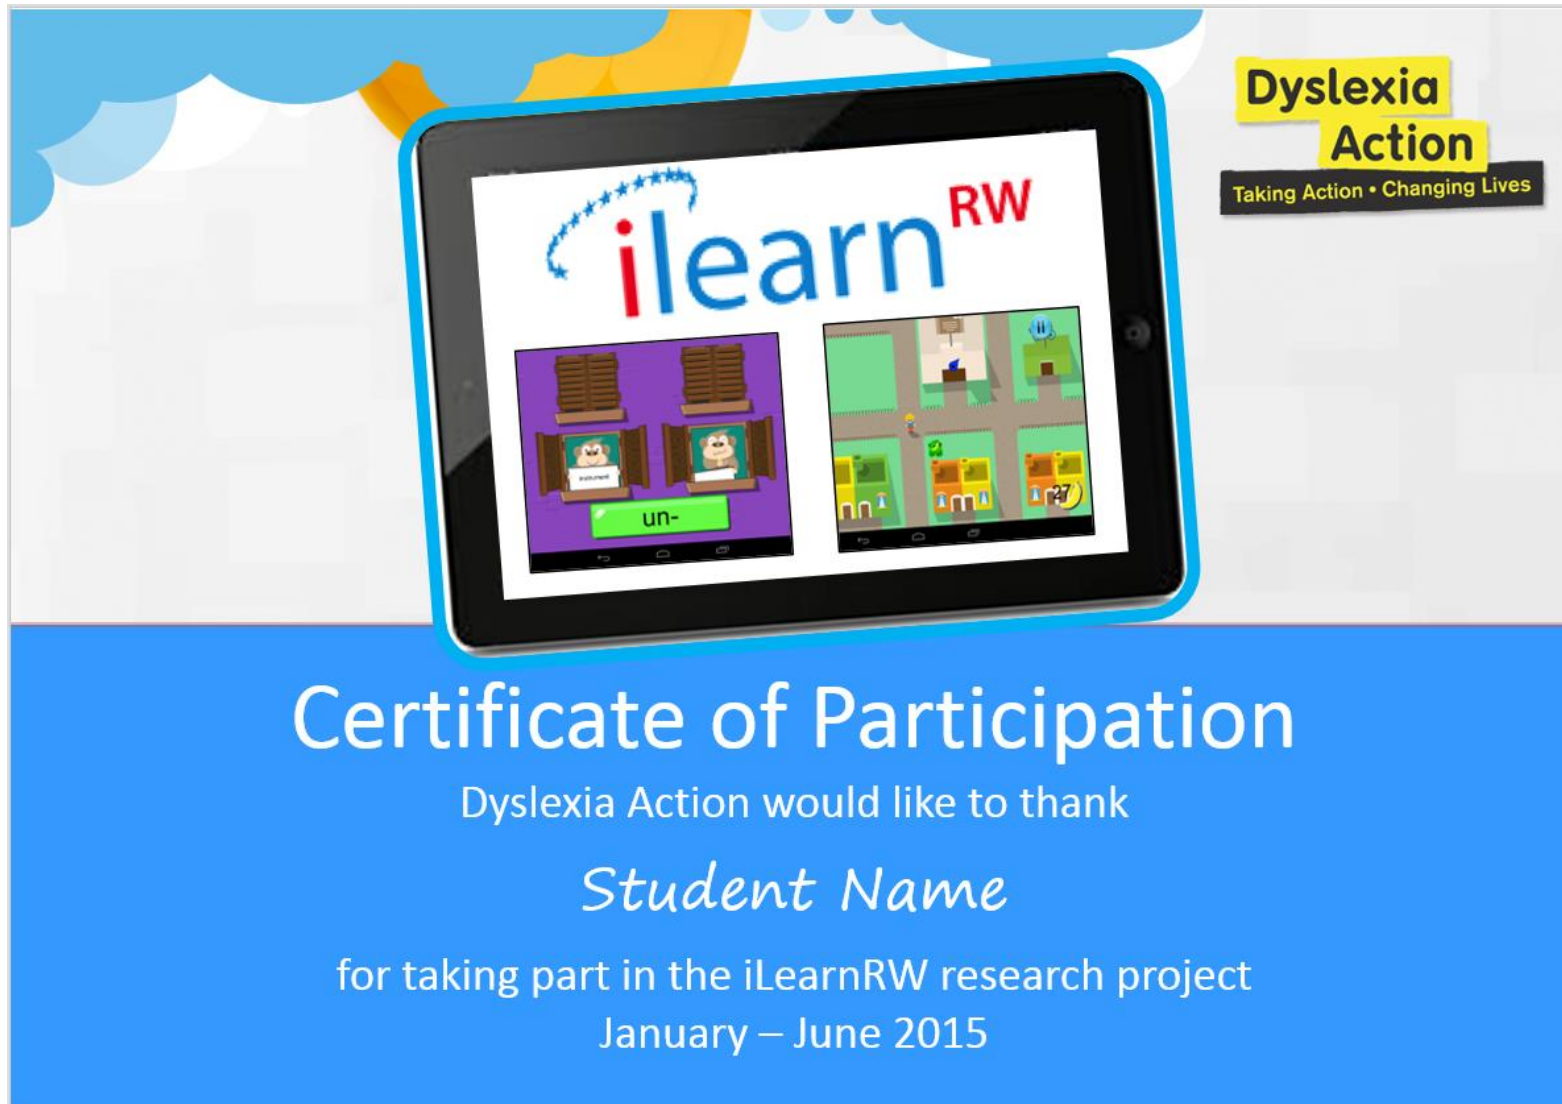 Dyslexia
Action
Taking Action • Changing Lives
ilearnRW
instrument
un-
27
Certificate of Participation
Dyslexia Action would like to thank
Student Name
for taking part in the iLearnRW research project
January – June 2015